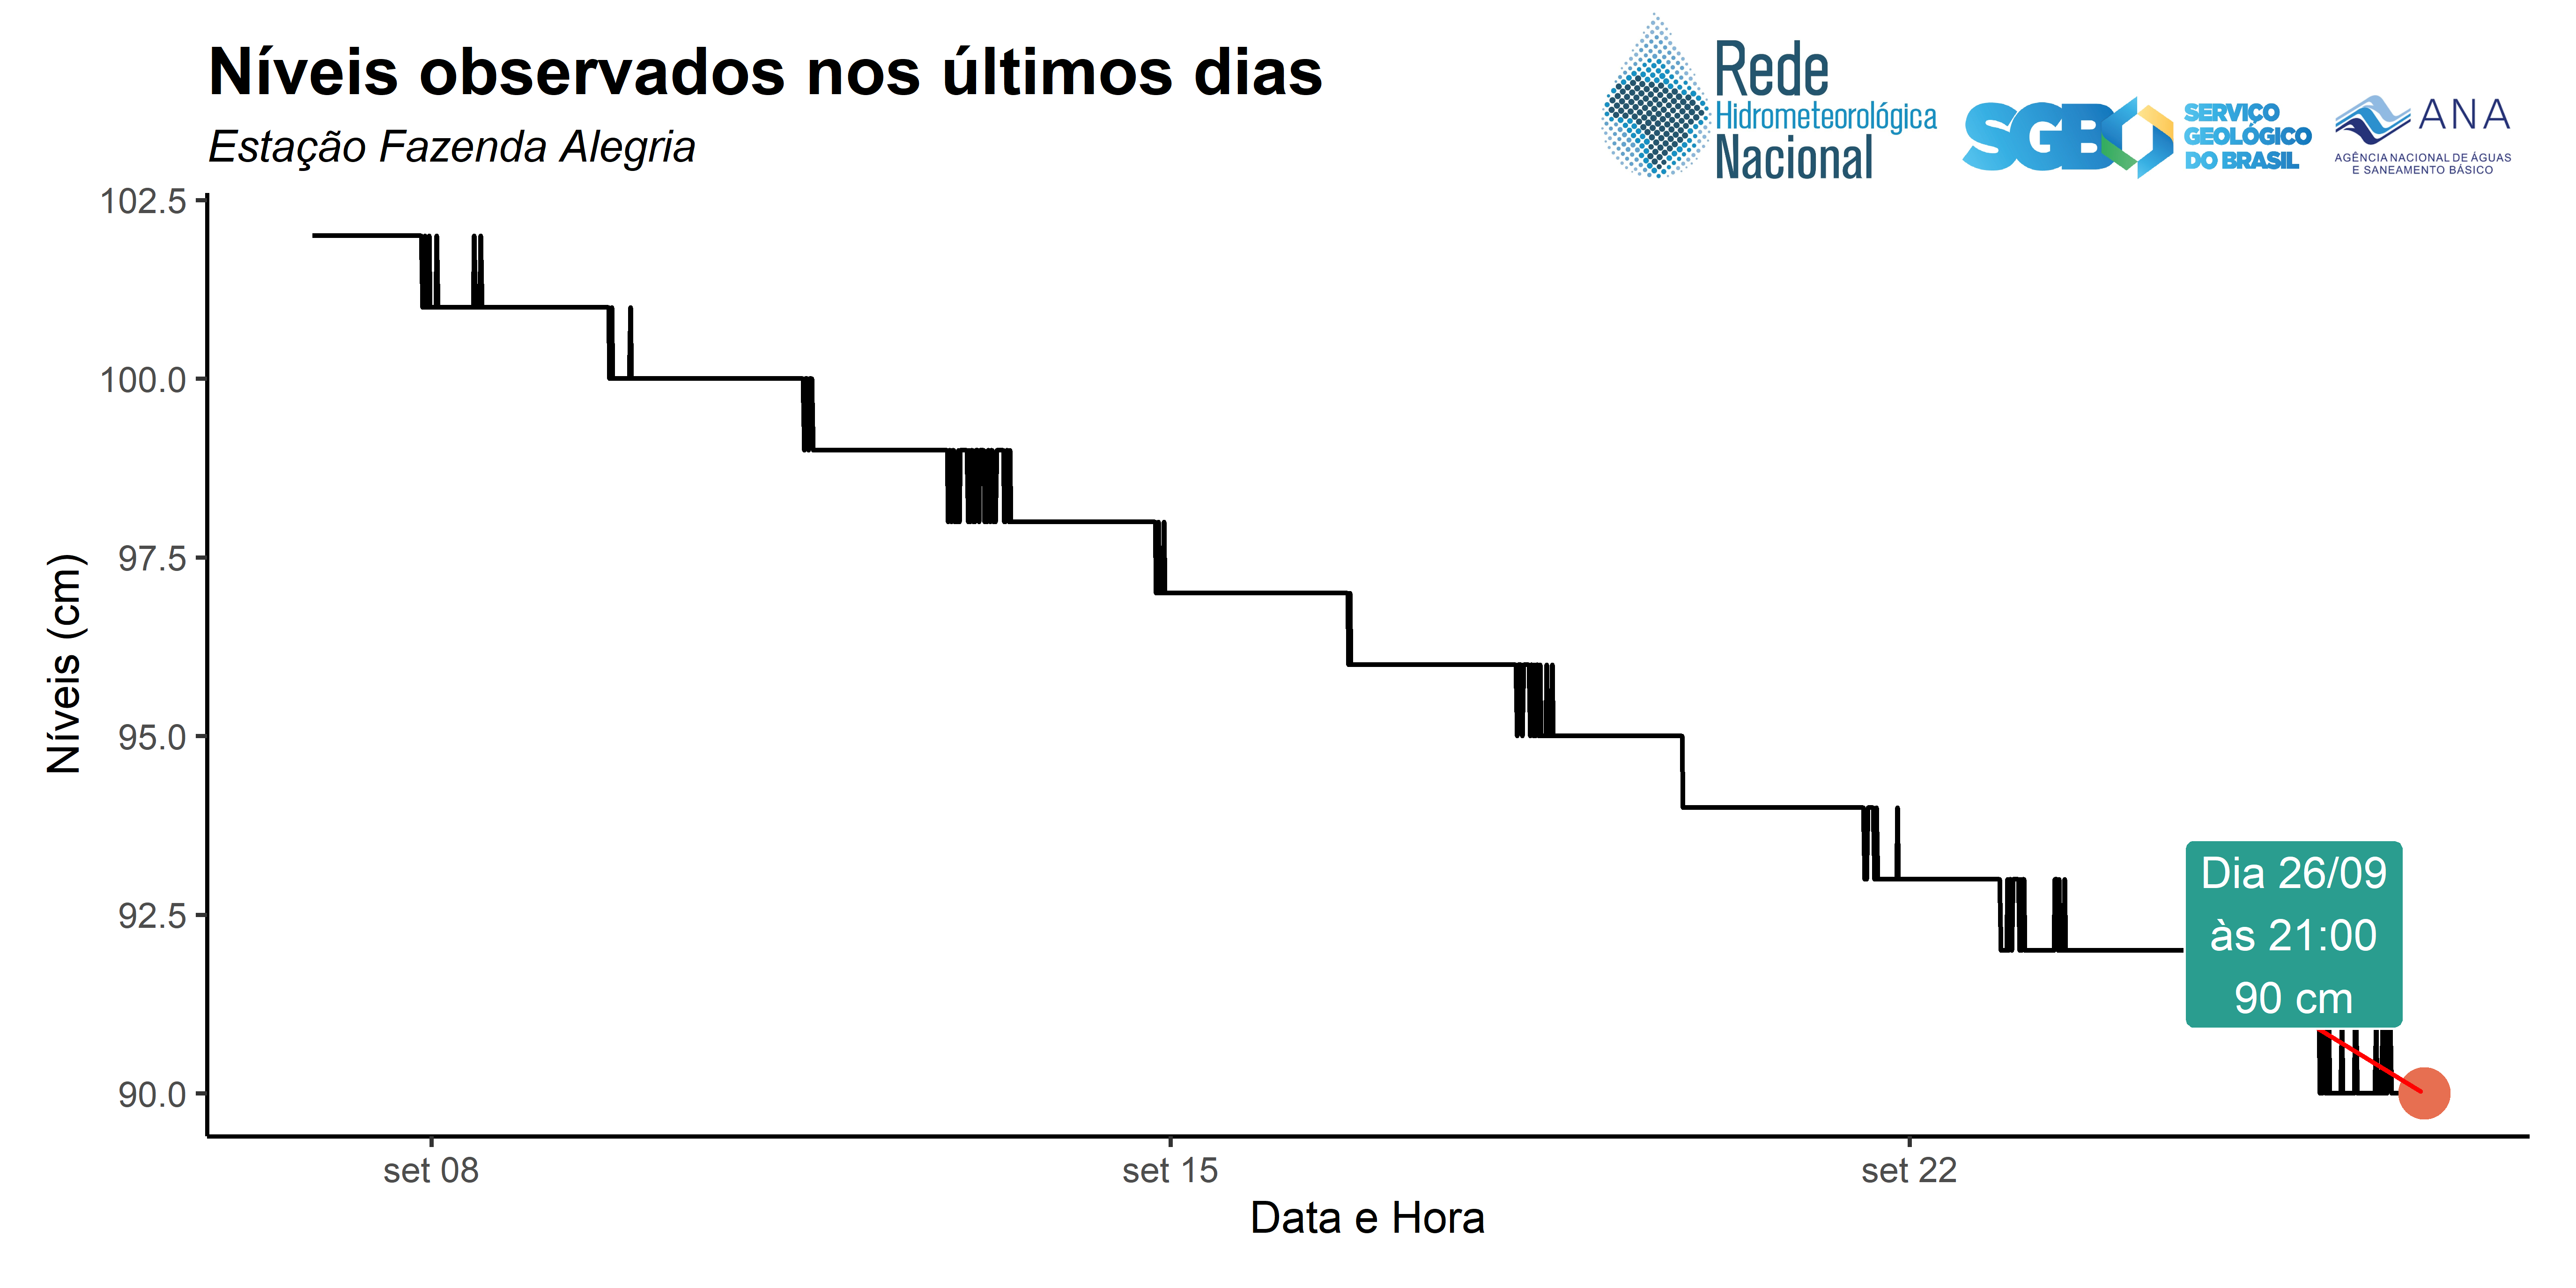 Níveis observados nos últimos dias
Estação Fazenda Alegria
Rede
Hidrometeorológica
Nacional
SGB
SERVIÇO
GEOLÓGICO
DO BRASIL
ANA
AGÊNCIA NACIONAL DE ÁGUAS
E SANEAMENTO BÁSICO
Níveis (cm)
102.5
100.0
97.5
95.0
92.5
90.0
Dia 26/09
às 21:00
90 cm
set 08
set 15
set 22
Data e Hora